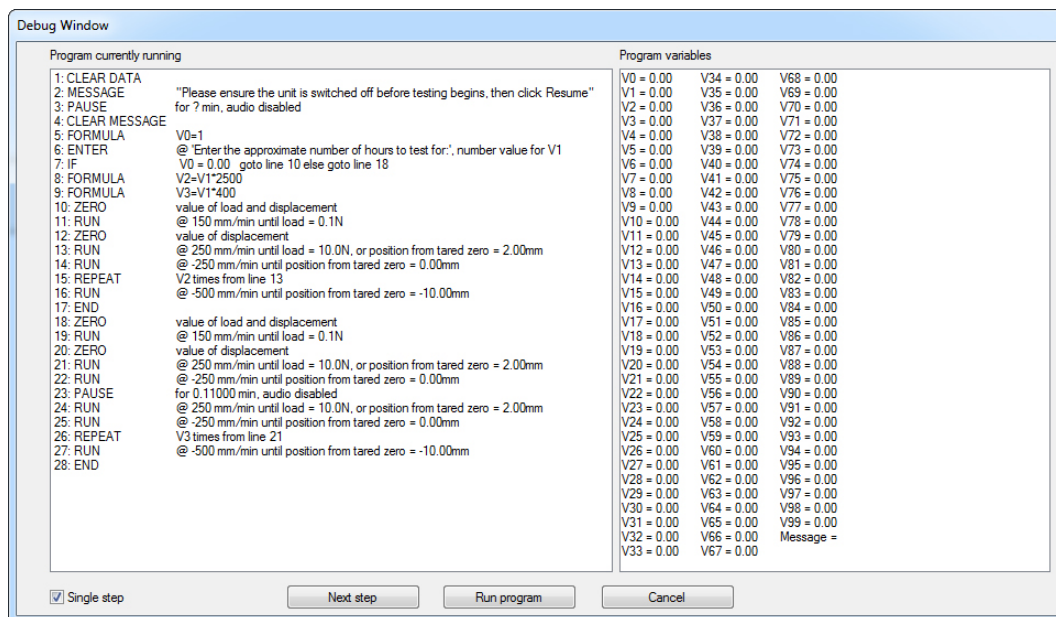 Debug Window
Program currently running
1: CLEAR DATA
2: MESSAGE "Please ensure the unit is switched off before testing begins, then click Resume"
3: PAUSE for ? min, audio disabled
4: CLEAR MESSAGE
5: FORMULA V0=1
6: ENTER @ 'Enter the approximate number of hours to test for:', number value for V1
7: IF V0 = 0.00 goto line 10 else goto line 18
8: FORMULA V2=V1*2500
9: FORMULA V3=V1*400
10: ZERO value of load and displacement
11: RUN @ 150 mm/min until load = 0.1N
12: ZERO value of displacement
13: RUN @ 250 mm/min until load = 10.0N, or position from tared zero = 2.00mm
14: RUN @ -250 mm/min until position from tared zero = 0.00mm
15: REPEAT V2 times from line 13
16: RUN @ -500 mm/min until position from tared zero = -10.00mm
17: END
18: ZERO value of load and displacement
19: RUN @ 150 mm/min until load = 0.1N
20: ZERO value of displacement
21: RUN @ 250 mm/min until load = 10.0N, or position from tared zero = 2.00mm
22: RUN @ -250 mm/min until position from tared zero = 0.00mm
23: PAUSE for 0.11000 min, audio disabled
24: RUN @ 250 mm/min until load = 10.0N, or position from tared zero = 2.00mm
25: RUN @ -250 mm/min until position from tared zero = 0.00mm
26: REPEAT V3 times from line 21
27: RUN @ -500 mm/min until position from tared zero = -10.00mm
28: END
Program variables
V0 = 0.00 V34 = 0.00 V68 = 0.00
V1 = 0.00 V35 = 0.00 V69 = 0.00
V2 = 0.00 V36 = 0.00 V70 = 0.00
V3 = 0.00 V37 = 0.00 V71 = 0.00
V4 = 0.00 V38 = 0.00 V72 = 0.00
V5 = 0.00 V39 = 0.00 V73 = 0.00
V6 = 0.00 V40 = 0.00 V74 = 0.00
V7 = 0.00 V41 = 0.00 V75 = 0.00
V8 = 0.00 V42 = 0.00 V76 = 0.00
V9 = 0.00 V43 = 0.00 V77 = 0.00
V10 = 0.00 V44 = 0.00 V78 = 0.00
V11 = 0.00 V45 = 0.00 V79 = 0.00
V12 = 0.00 V46 = 0.00 V80 = 0.00
V13 = 0.00 V47 = 0.00 V81 = 0.00
V14 = 0.00 V48 = 0.00 V82 = 0.00
V15 = 0.00 V49 = 0.00 V83 = 0.00
V16 = 0.00 V50 = 0.00 V84 = 0.00
V17 = 0.00 V51 = 0.00 V85 = 0.00
V18 = 0.00 V52 = 0.00 V86 = 0.00
V19 = 0.00 V53 = 0.00 V87 = 0.00
V20 = 0.00 V54 = 0.00 V88 = 0.00
V21 = 0.00 V55 = 0.00 V89 = 0.00
V22 = 0.00 V56 = 0.00 V90 = 0.00
V23 = 0.00 V57 = 0.00 V91 = 0.00
V24 = 0.00 V58 = 0.00 V92 = 0.00
V25 = 0.00 V59 = 0.00 V93 = 0.00
V26 = 0.00 V60 = 0.00 V94 = 0.00
V27 = 0.00 V61 = 0.00 V95 = 0.00
V28 = 0.00 V62 = 0.00 V96 = 0.00
V29 = 0.00 V63 = 0.00 V97 = 0.00
V30 = 0.00 V64 = 0.00 V98 = 0.00
V31 = 0.00 V65 = 0.00 V99 = 0.00
V32 = 0.00 V66 = 0.00 Message =
V33 = 0.00 V67 = 0.00
Single step
Next step
Run program
Cancel